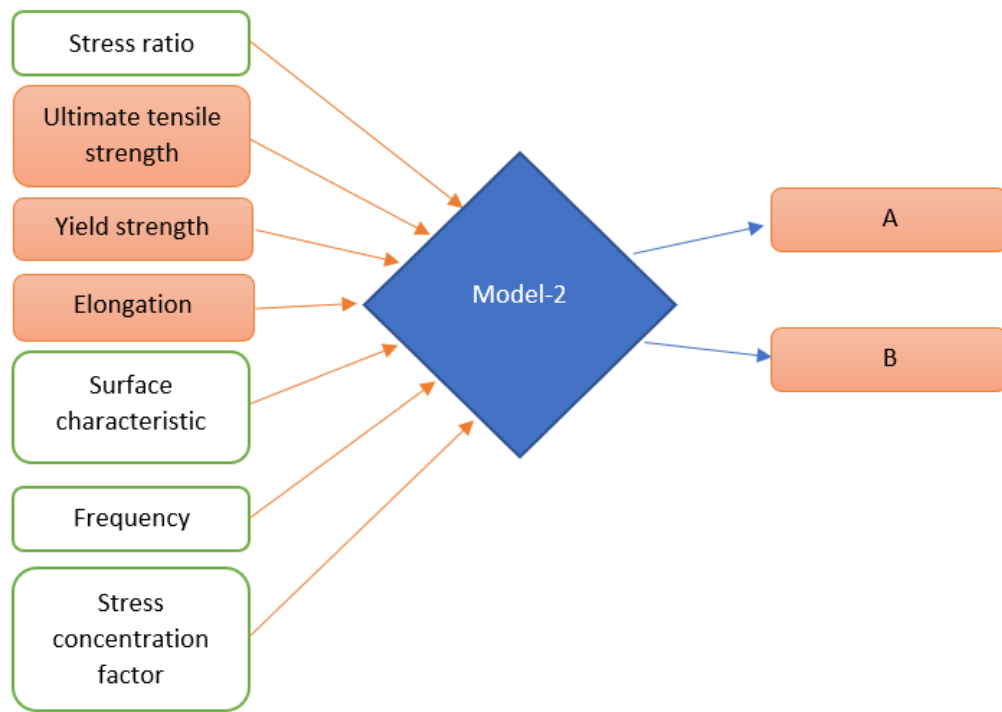 Stress ratio
Ultimate tensile
strength
Yield strength
Elongation
Surface
characteristic
Frequency
Stress
concentration
factor
Model-2
A
B